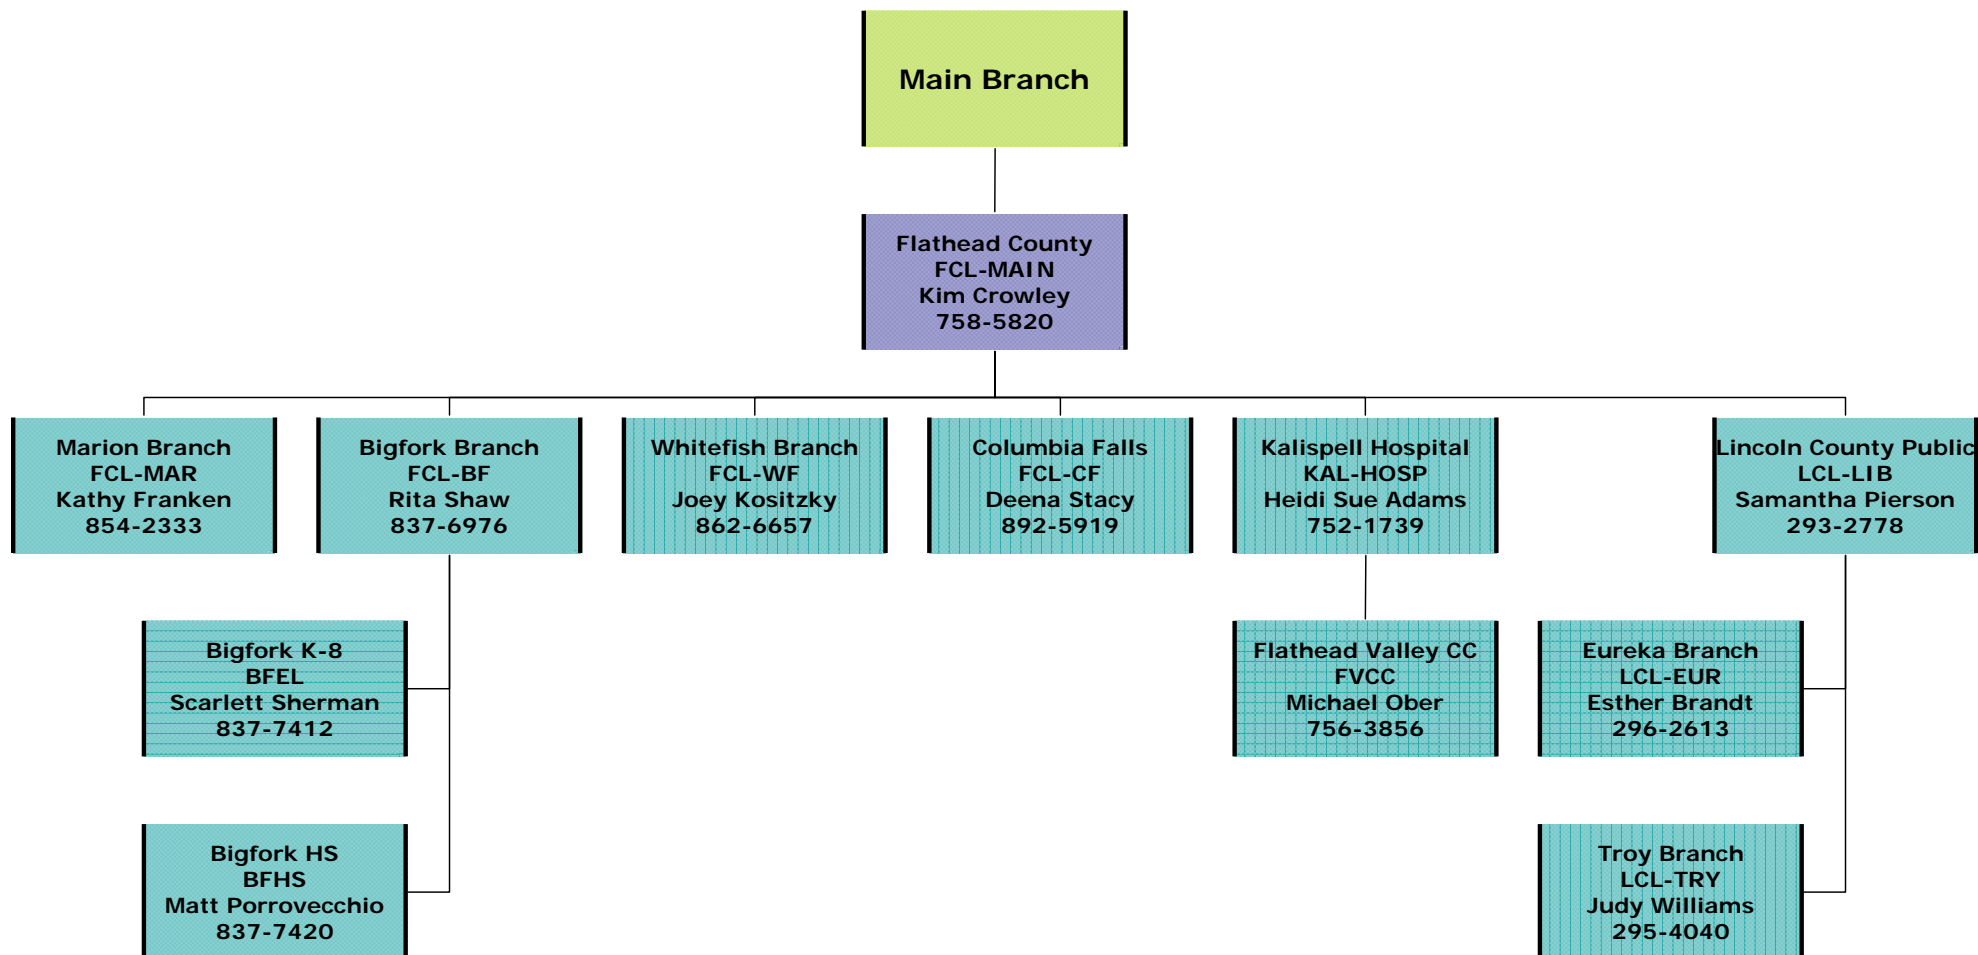 Main Branch
Flathead County
FCL-MAIN
Kim Crowley
758-5820
Marion Branch
FCL-MAR
Kathy Franken
854-2333
Bigfork Branch
FCL-BF
Rita Shaw
837-6976
Whitefish Branch
FCL-WF
Joey Kositzky
862-6657
Columbia Falls
FCL-CF
Deena Stacy
892-5919
Kalispell Hospital
KAL-HOSP
Heidi Sue Adams
752-1739
Lincoln County Public
LCL-LIB
Samantha Pierson
293-2778
Bigfork K-8
BFEL
Scarlett Sherman
837-7412
Flathead Valley CC
FVCC
Michael Ober
756-3856
Eureka Branch
LCL-EUR
Esther Brandt
296-2613
Bigfork HS
BFHS
Matt Porrovecchio
837-7420
Troy Branch
LCL-TRY
Judy Williams
295-4040